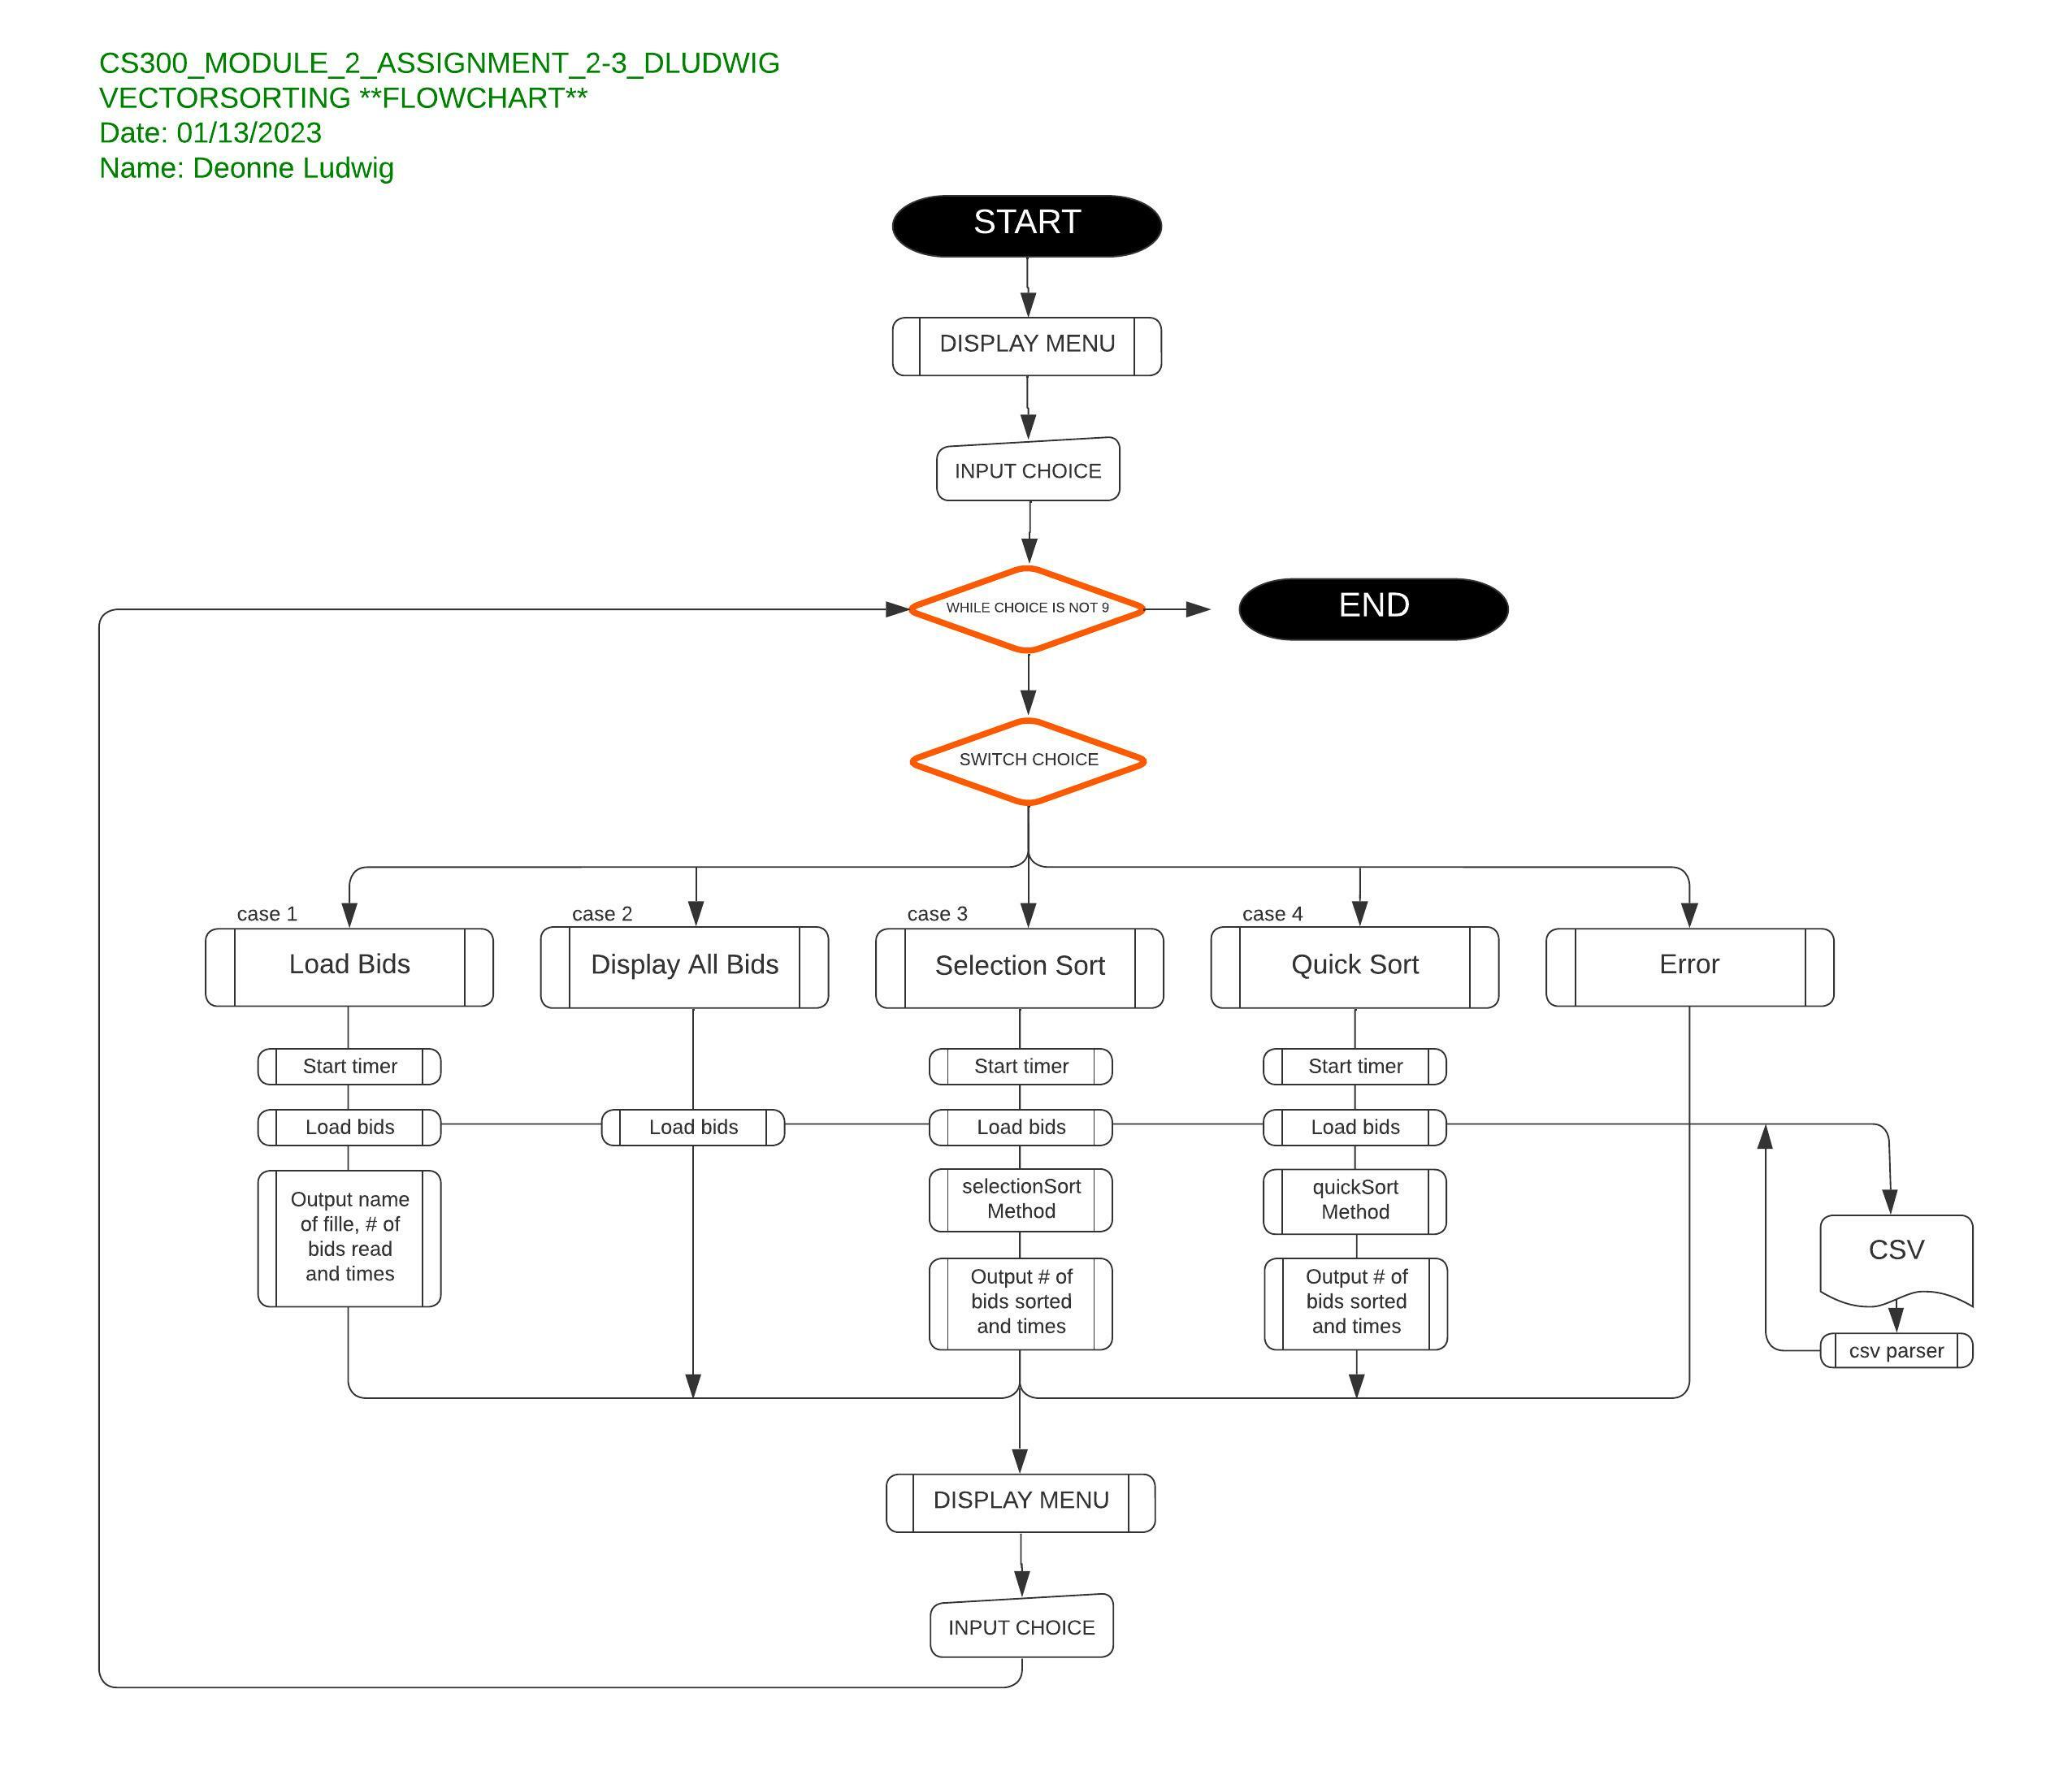 CS300_MODULE_2_ASSIGNMENT_2-3_DLUDWIG
VECTORSORTING **FLOWCHART**
Date: 01/13/2023
Name: Deonne Ludwig
START
DISPLAY MENU
INPUT CHOICE
WHILE CHOICE IS NOT 9
END
SWITCH CHOICE
case 1
case 2
case 3
case 4
Load Bids
Display All Bids
Selection Sort
Quick Sort
Error
Start timer
Start timer
Start timer
Load bids
Load bids
Load bids
Load bids
Output name
of fille, # of
bids read
and times
selectionSort
Method
quickSort
Method
Output # of
bids sorted
and times
Output # of
bids sorted
and times
CSV
csv parser
DISPLAY MENU
INPUT CHOICE